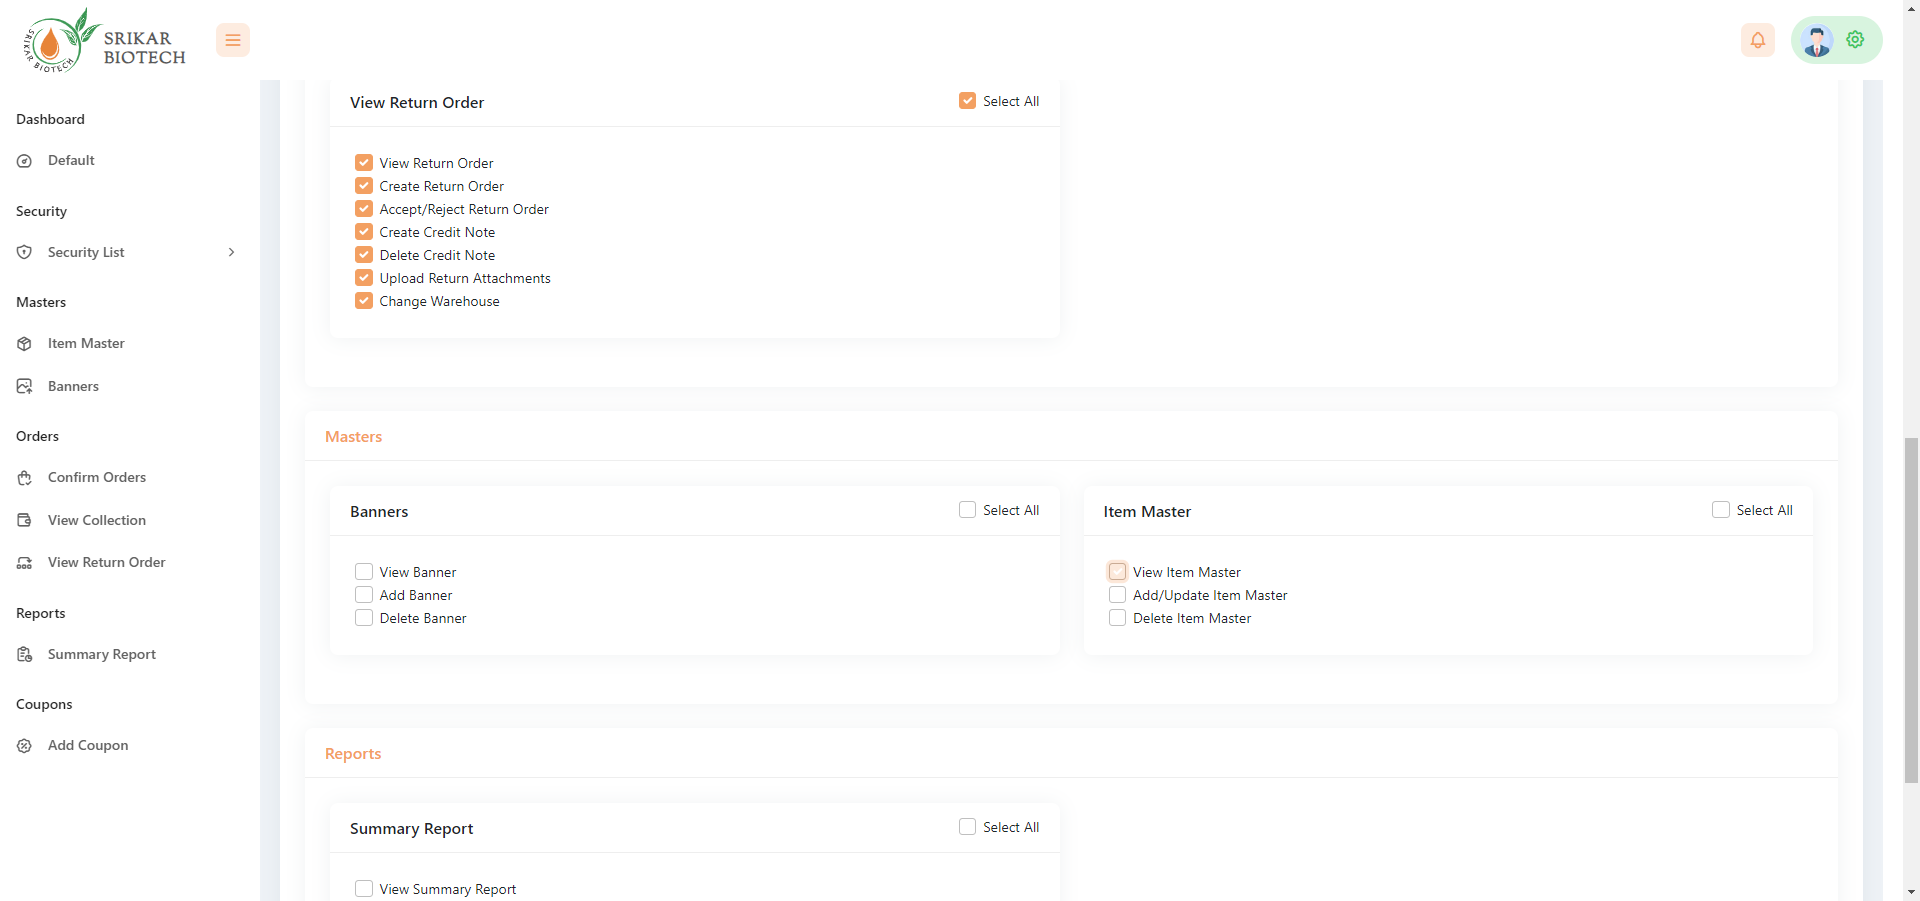 SRIKAR BIOTECH
SRIKAR
BIOTECH
Dashboard
Default
Security
Security List
Masters
Item Master
Banners
Orders
Confirm Orders
View Collection
View Return Order
Reports
Summary Report
Coupons
Add Coupon
View Return Order
Select All
View Return Order
Create Return Order
Accept/Reject Return Order
Create Credit Note
Delete Credit Note
Upload Return Attachments
Change Warehouse
Masters
Banners
Select All
View Banner
Add Banner
Delete Banner
Item Master
Select All
View Item Master
Add/Update Item Master
Delete Item Master
Reports
Summary Report
Select All
View Summary Report